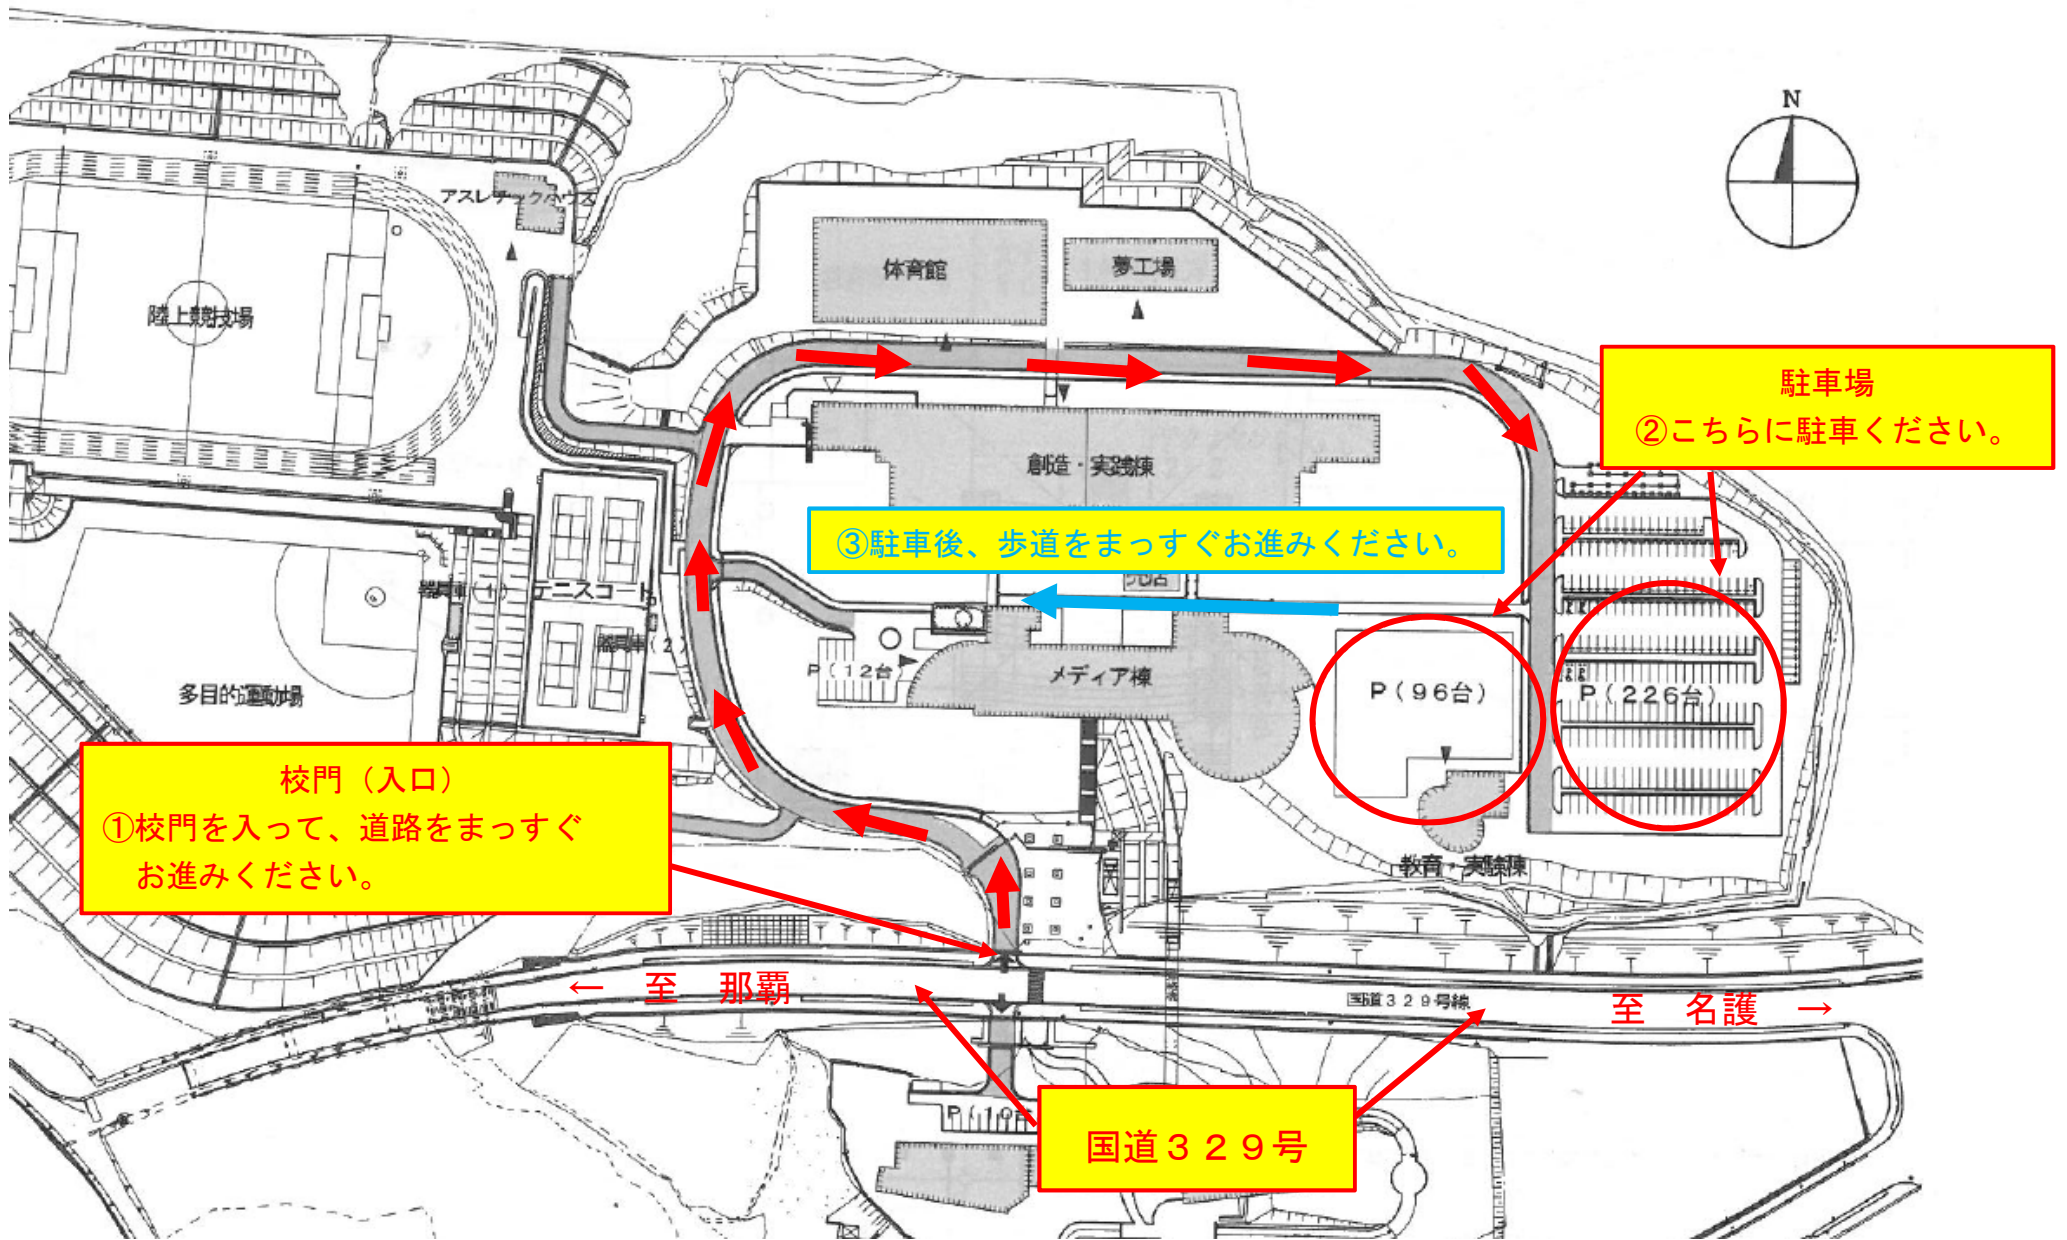 N
アスレチックハウス
体育館
夢工場
陸上競技場
駐車場
②こちらに駐車ください。
創造・実践棟
③駐車後、歩道をまっすぐお進みください。
売店
テニスコート
器具庫(2)
P(12台)
メディア棟
P(96台)
P(226台)
多目的運動場
校門（入口）
①校門を入って、道路をまっすぐ
お進みください。
教育・実験棟
← 至 那覇
国道329号線
至 名護 →
P(10台
国道３２９号